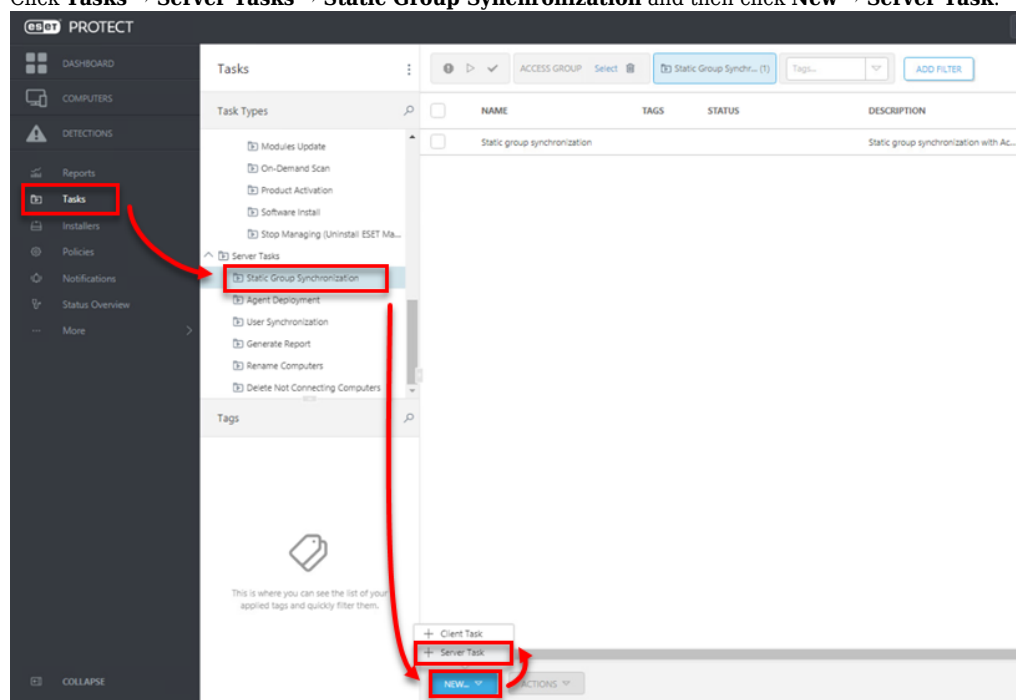 Click Tasks → Server Tasks → Static Group Synchronization and then click New → Server Task.
eset PROTECT
DASHBOARD
COMPUTERS
DETECTIONS
Reports
Tasks
Installers
Policies
Notifications
Status Overview
More
COLLAPSE
Tasks
Task Types
Modules Update
On-Demand Scan
Product Activation
Software Install
Stop Managing (Uninstall ESET Ma...
Server Tasks
Static Group Synchronization
Agent Deployment
User Synchronization
Generate Report
Rename Computers
Delete Not Connecting Computers
Tags
This is where you can see the list of your
applied tags and quickly filter them.
ACCESS GROUP Select Static Group Synchr... (1) Tags... ADD FILTER
NAME TAGS STATUS DESCRIPTION
Static group synchronization Static group synchronization with Ac...
+ Client Task
+ Server Task
NEW... ACTIONS